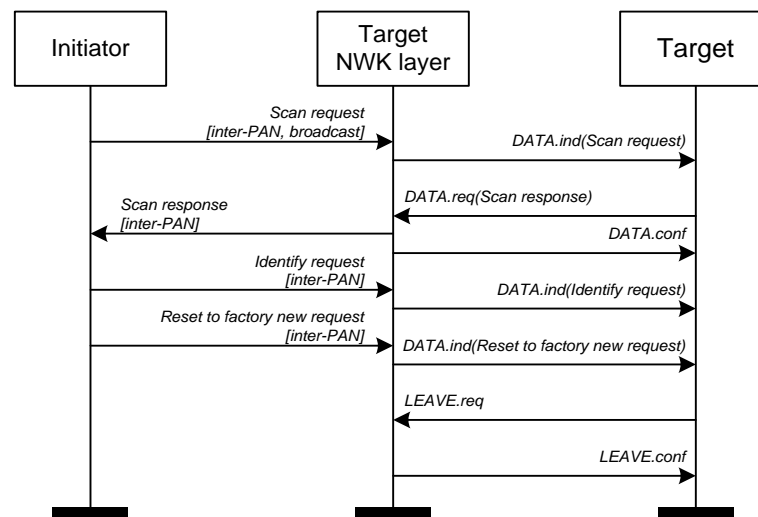 Initiator
Target
NWK layer
Target
Scan request
[inter-PAN, broadcast]
DATA.ind(Scan request)
DATA.req(Scan response)
Scan response
[inter-PAN]
DATA.conf
Identify request
[inter-PAN]
DATA.ind(Identify request)
Reset to factory new request
[inter-PAN]
DATA.ind(Reset to factory new request)
LEAVE.req
LEAVE.conf